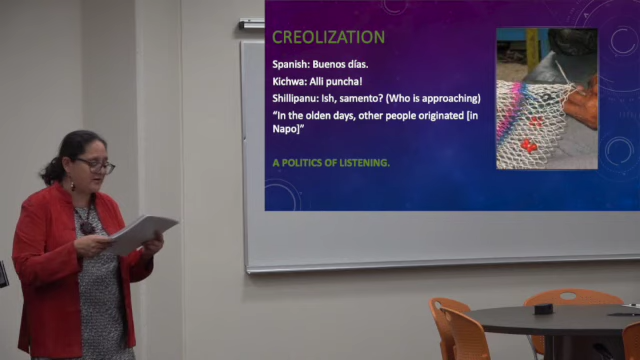 CREOLIZATION
Spanish: Buenos días.
Kichwa: Alli puncha!
Shillipanu: Ish, samento? (Who is approaching)
“In the olden days, other people originated [in
Napo]”
A POLITICS OF LISTENING.